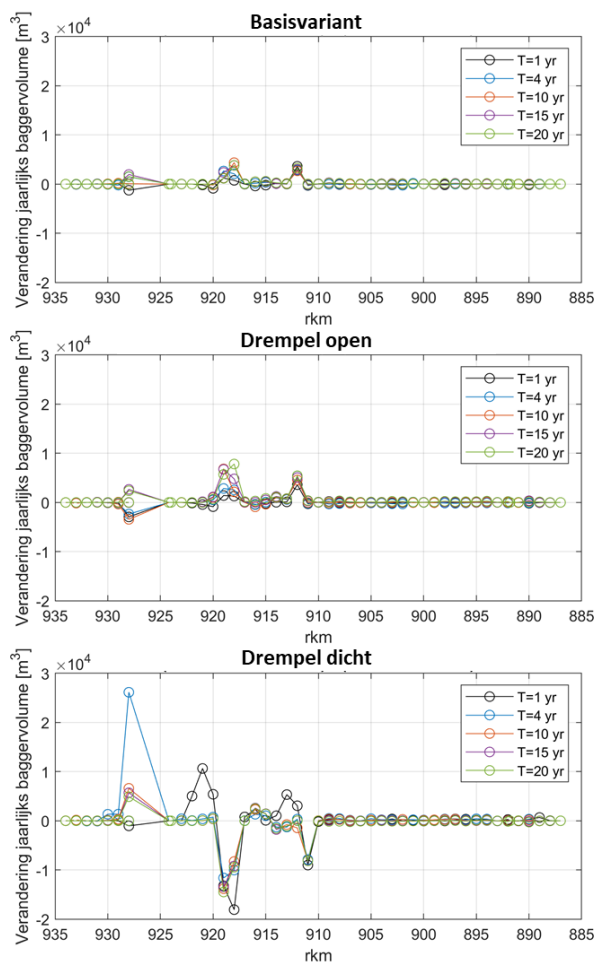 Basisvariant
×10⁴
Verandering jaarlijks baggervolume [m³]
3
2
1
0
-1
-2
T=1 yr
T=4 yr
T=10 yr
T=15 yr
T=20 yr
935 930 925 920 915 910 905 900 895 890 885
rkm
Drempel open
×10⁴
Verandering jaarlijks baggervolume [m³]
3
2
1
0
-1
-2
T=1 yr
T=4 yr
T=10 yr
T=15 yr
T=20 yr
935 930 925 920 915 910 905 900 895 890 885
rkm
Drempel dicht
×10⁴
Verandering jaarlijks baggervolume [m³]
3
2
1
0
-1
-2
T=1 yr
T=4 yr
T=10 yr
T=15 yr
T=20 yr
935 930 925 920 915 910 905 900 895 890 885
rkm